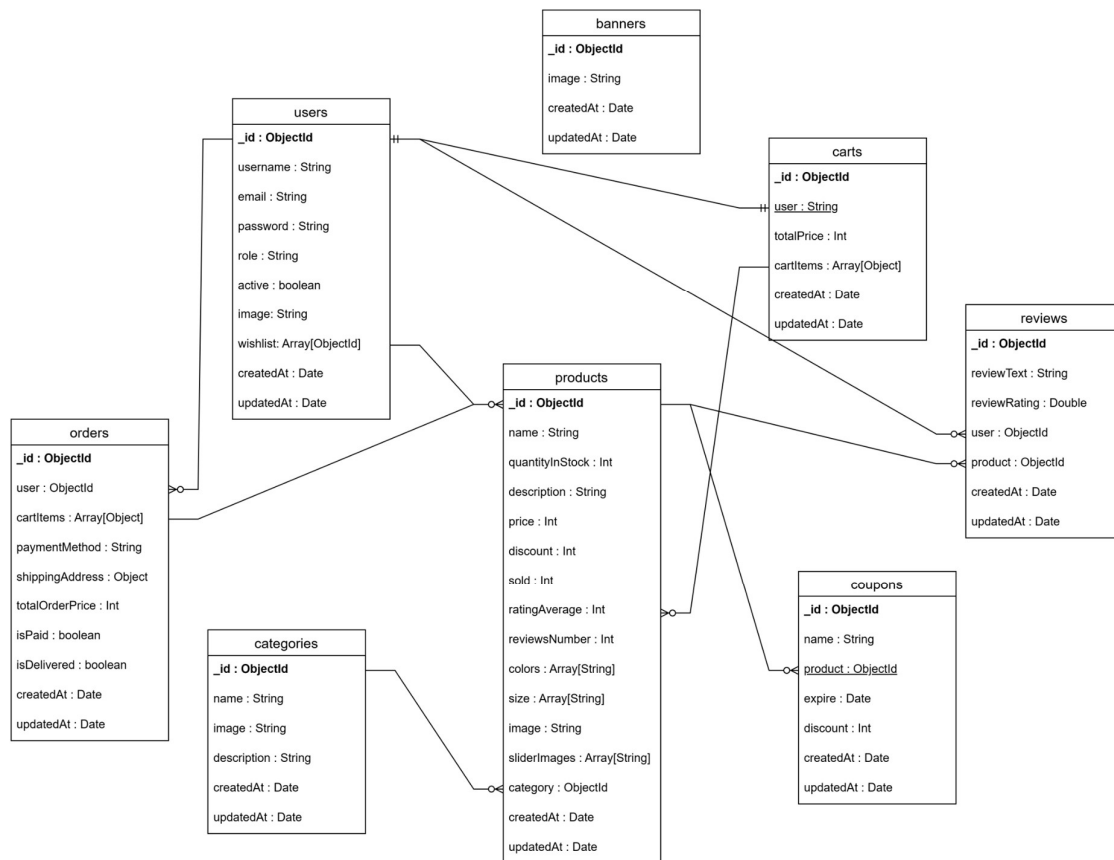 banners
_id : ObjectId
image : String
createdAt : Date
updatedAt : Date
users
_id : ObjectId
username : String
email : String
password : String
role : String
active : boolean
image: String
wishlist: Array[ObjectId]
createdAt : Date
updatedAt : Date
carts
_id : ObjectId
user : String
totalPrice : Int
cartItems : Array[Object]
createdAt : Date
updatedAt : Date
reviews
_id : ObjectId
reviewText : String
reviewRating : Double
user : ObjectId
product : ObjectId
createdAt : Date
updatedAt : Date
products
_id : ObjectId
name : String
quantityInStock : Int
description : String
price : Int
discount : Int
sold : Int
ratingAverage : Int
reviewsNumber : Int
colors : Array[String]
size : Array[String]
image : String
sliderImages : Array[String]
category : ObjectId
createdAt : Date
updatedAt : Date
orders
_id : ObjectId
user : ObjectId
cartItems : Array[Object]
paymentMethod : String
shippingAddress : Object
totalOrderPrice : Int
isPaid : boolean
isDelivered : boolean
createdAt : Date
updatedAt : Date
categories
_id : ObjectId
name : String
image : String
description : String
createdAt : Date
updatedAt : Date
coupons
_id : ObjectId
name : String
product : ObjectId
expire : Date
discount : Int
createdAt : Date
updatedAt : Date